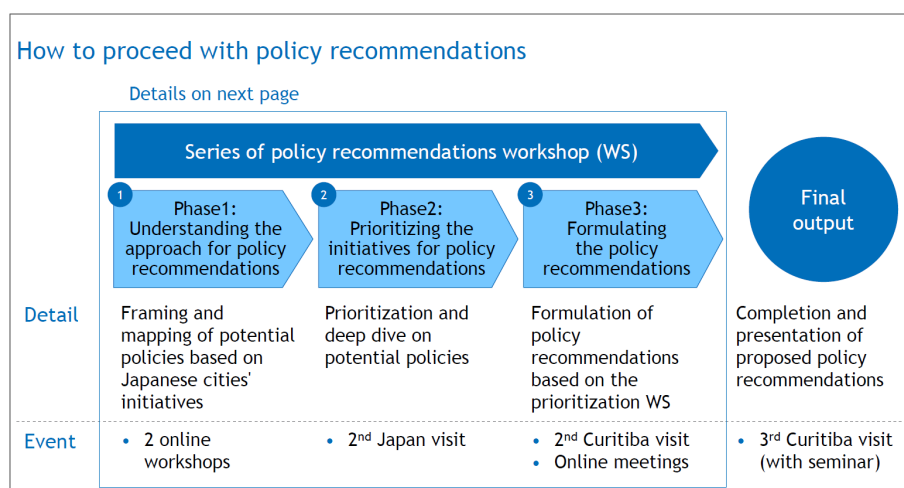 How to proceed with policy recommendations
Details on next page
Series of policy recommendations workshop (WS)
1
Phase1:
Understanding the
approach for policy
recommendations
2
Phase2:
Prioritizing the
initiatives for policy
recommendations
3
Phase3:
Formulating
the policy
recommendations
Final
output
Detail
Framing and
mapping of potential
policies based on
Japanese cities'
initiatives
Prioritization and
deep dive on
potential policies
Formulation of
policy
recommendations
based on the
prioritization WS
Completion and
presentation of
proposed policy
recommendations
Event
• 2 online
workshops
• 2nd Japan visit
• 2nd Curitiba visit
• Online meetings
• 3rd Curitiba visit
(with seminar)